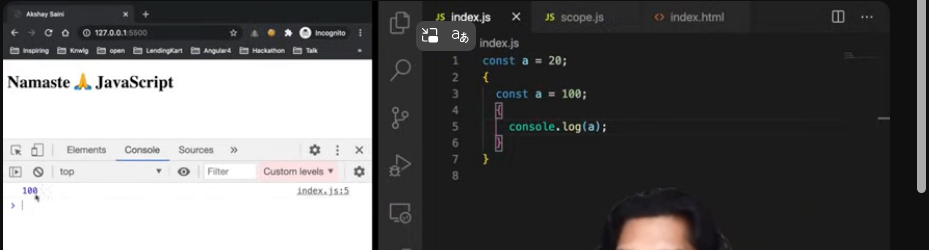 Akshay Saini
127.0.0.1:5500
Incognito
Inspiring Knwlg open LendingKart Angular4 Hackathon Talk
Namaste 🙏 JavaScript
Elements Console Sources »
top Filter Custom levels
100 index.js:5
>
JS index.js × JS scope.js <> index.html ...
index.js
1 const a = 20;
2 {
3 const a = 100;
4 {
5 console.log(a);
6 }
7 }
8